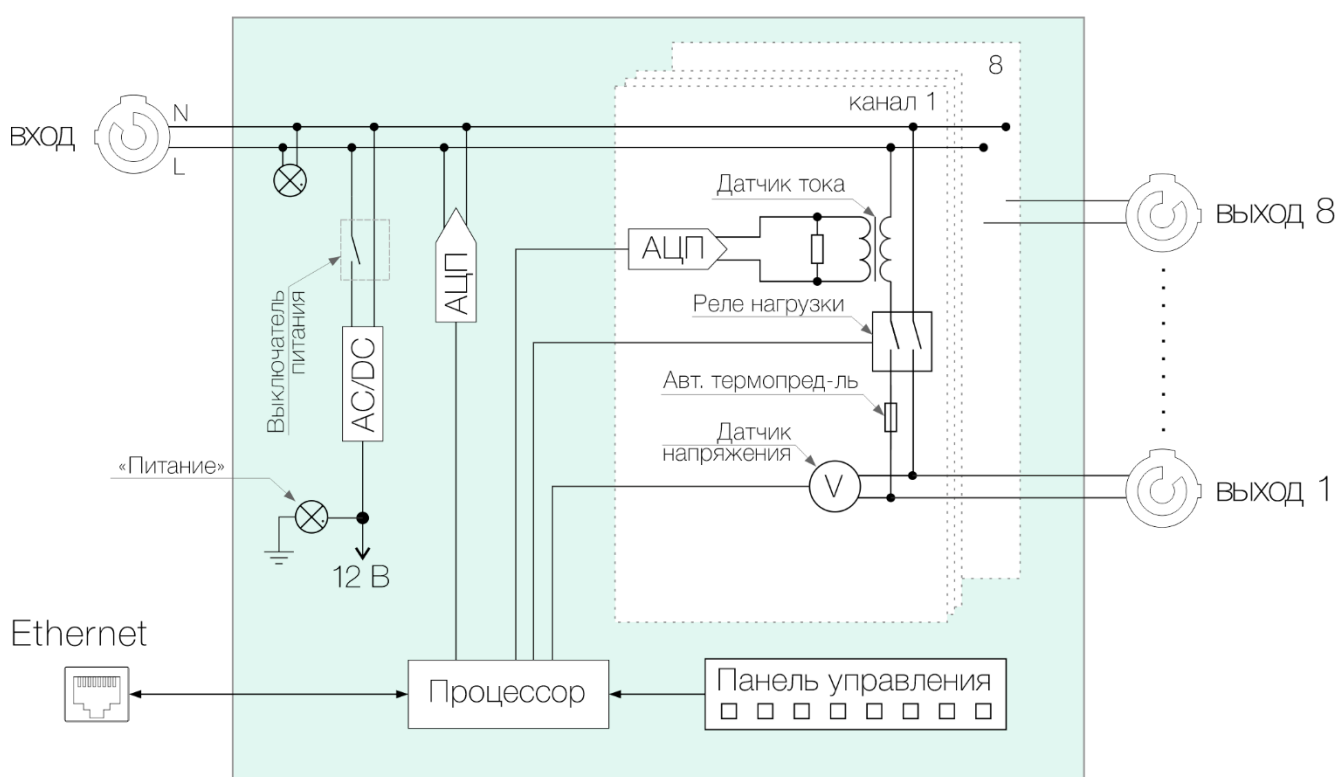 8
канал 1
N
ВХОД
L
Датчик тока
ВЫХОД 8
АЦП
АЦП
Выключатель
питания
Реле нагрузки
AC/DC
Авт. термопред-ль
Датчик
напряжения
«Питание»
V
ВЫХОД 1
12 В
Ethernet
Процессор
Панель управления